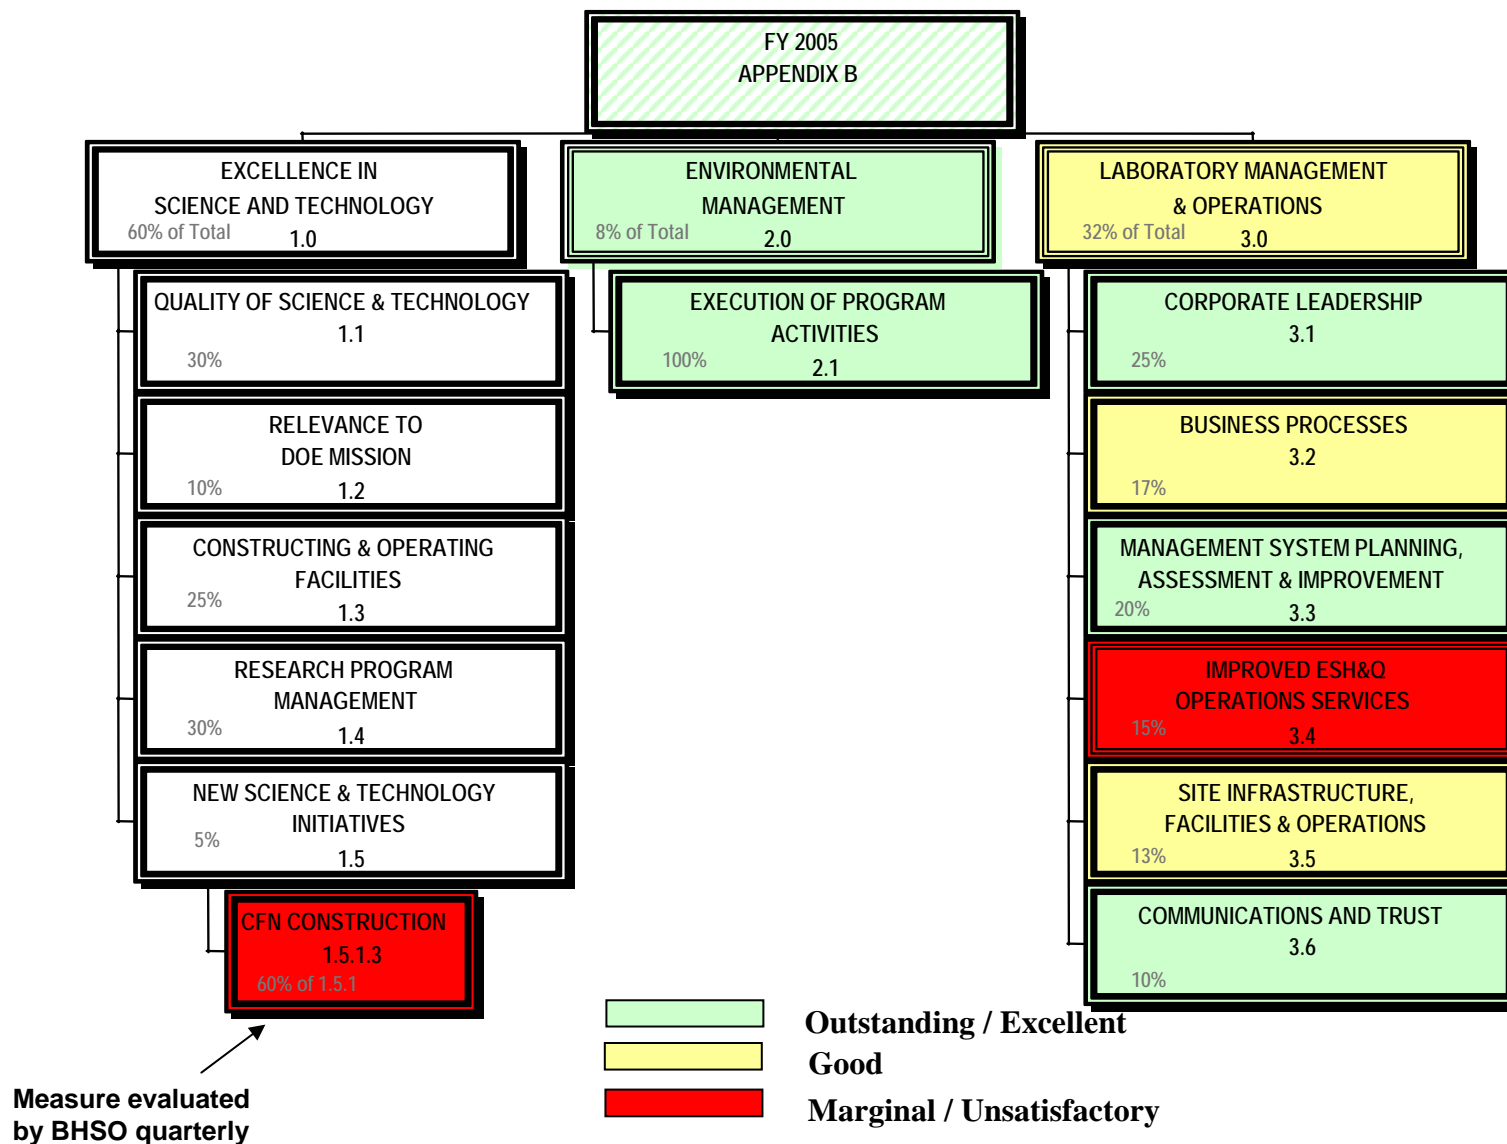 FY 2005
APPENDIX B
EXCELLENCE IN
SCIENCE AND TECHNOLOGY
60% of Total
1.0
QUALITY OF SCIENCE & TECHNOLOGY
1.1
30%
RELEVANCE TO
DOE MISSION
10%
1.2
CONSTRUCTING & OPERATING
FACILITIES
25%
1.3
RESEARCH PROGRAM
MANAGEMENT
30%
1.4
NEW SCIENCE & TECHNOLOGY
INITIATIVES
5%
1.5
CFN CONSTRUCTION
1.5.1.3
60% of 1.5.1
Measure evaluated
by BHSO quarterly
ENVIRONMENTAL
MANAGEMENT
8% of Total
2.0
EXECUTION OF PROGRAM
ACTIVITIES
100%
2.1
LABORATORY MANAGEMENT
& OPERATIONS
32% of Total
3.0
CORPORATE LEADERSHIP
3.1
25%
BUSINESS PROCESSES
3.2
17%
MANAGEMENT SYSTEM PLANNING,
ASSESSMENT & IMPROVEMENT
20%
3.3
IMPROVED ESH&Q
OPERATIONS SERVICES
15%
3.4
SITE INFRASTRUCTURE,
FACILITIES & OPERATIONS
13%
3.5
COMMUNICATIONS AND TRUST
3.6
10%
Outstanding / Excellent
Good
Marginal / Unsatisfactory